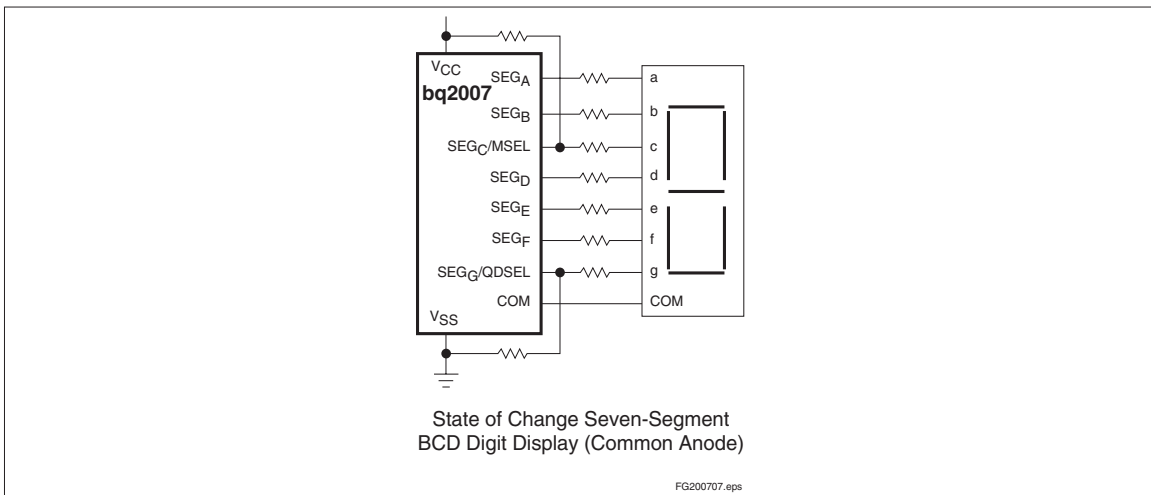 VCC
bq2007
SEGA
SEGB
SEGC/MSEL
SEGD
SEGE
SEGF
SEGG/QDSEL
COM
VSS
a
b
c
d
e
f
g
COM
State of Change Seven-Segment
BCD Digit Display (Common Anode)
FG200707.eps